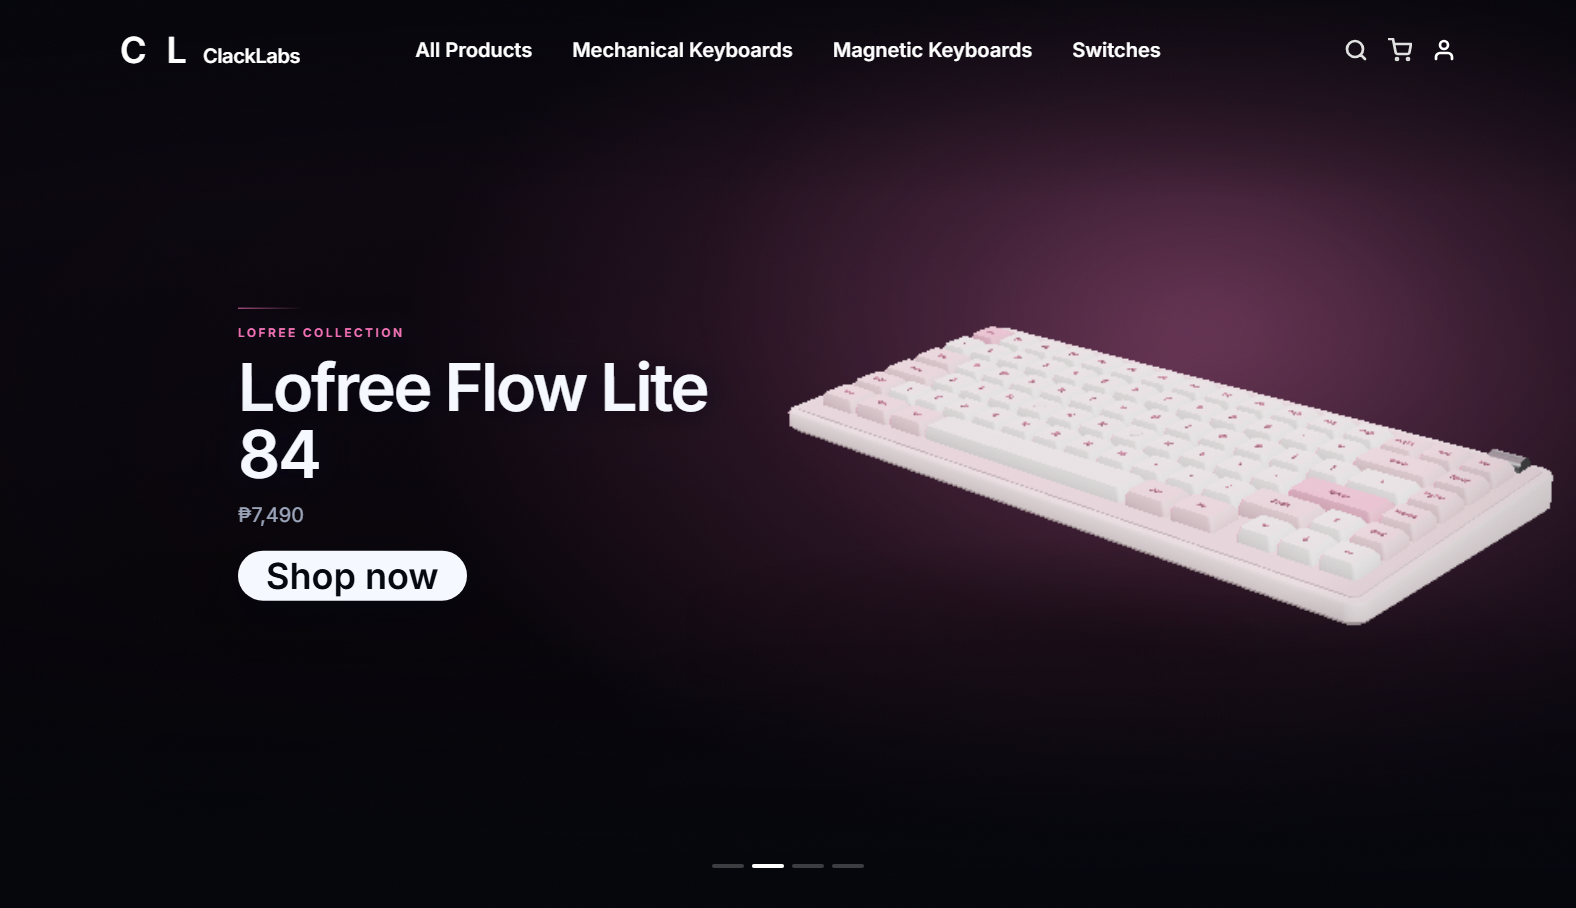 C L ClackLabs
All Products Mechanical Keyboards Magnetic Keyboards Switches
LOFREE COLLECTION
Lofree Flow Lite
84
₱7,490
Shop now